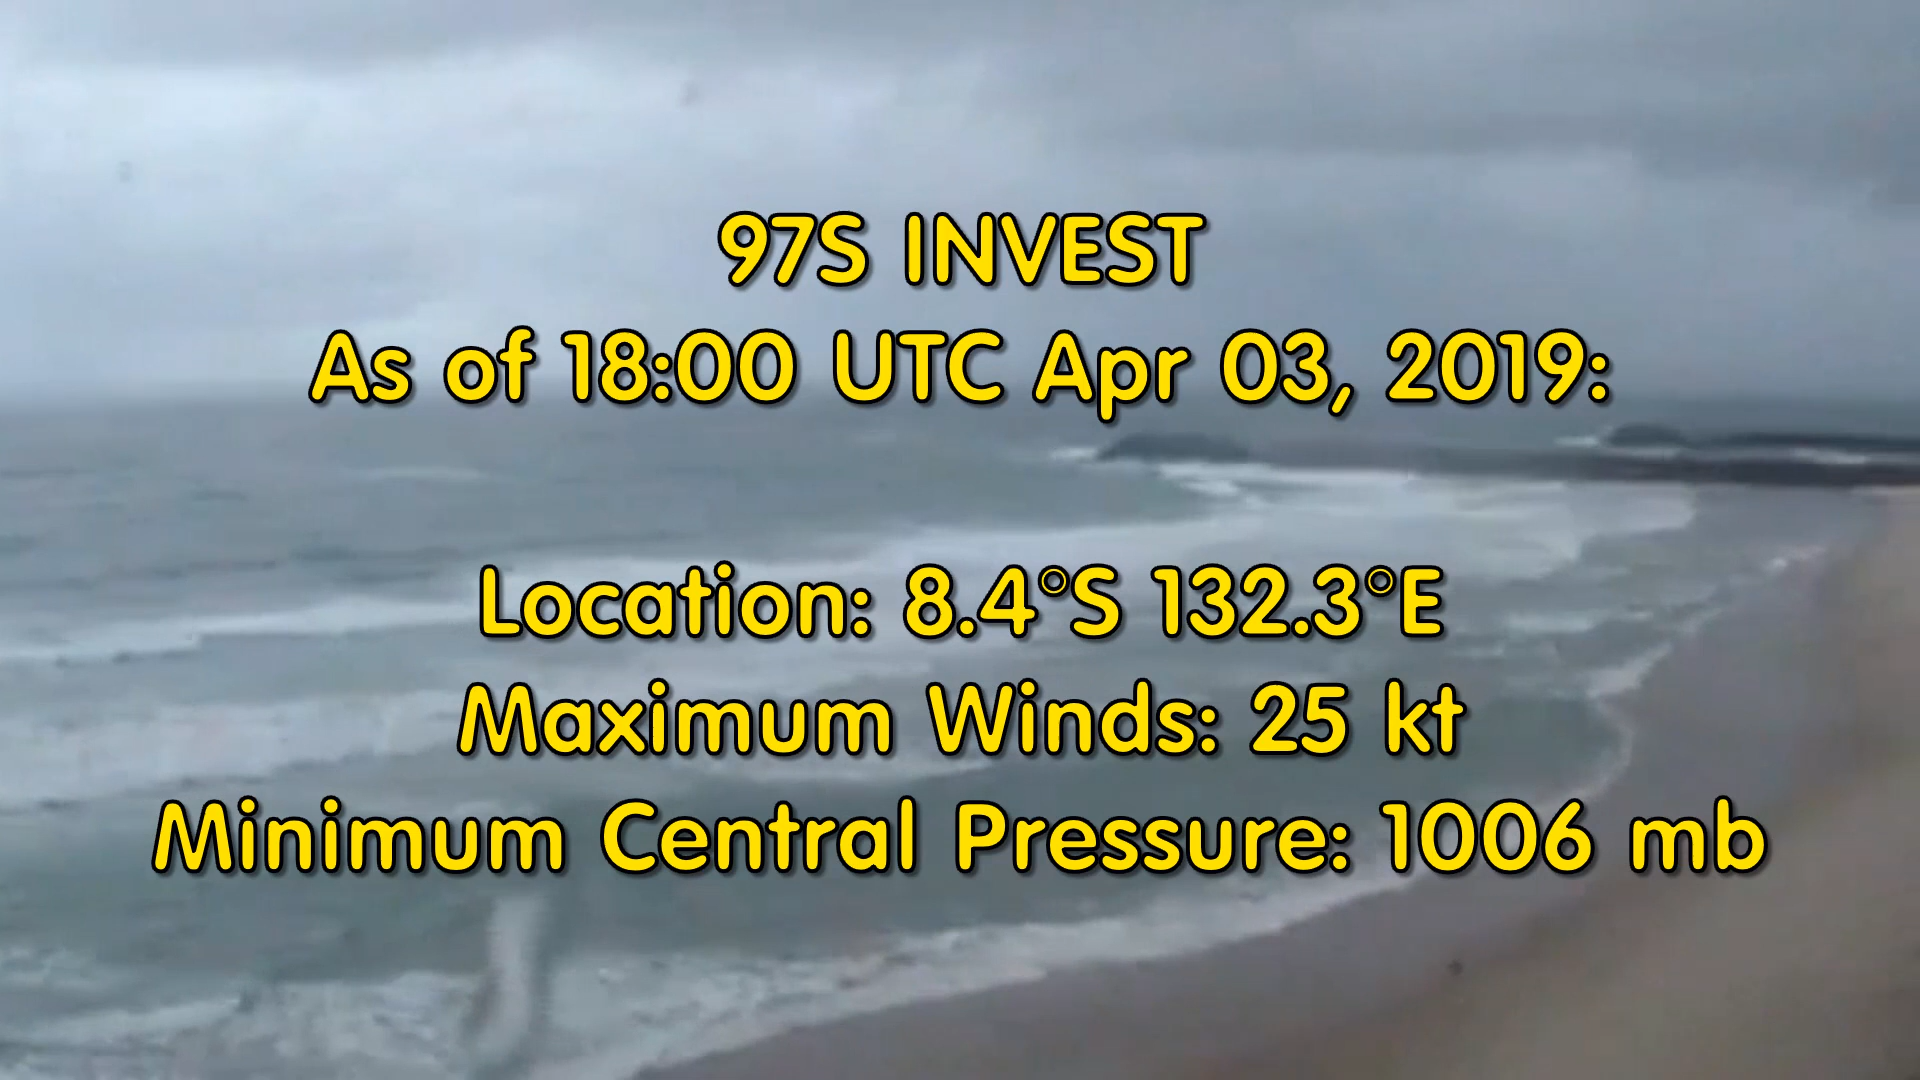 97S INVEST
As of 18:00 UTC Apr 03, 2019:
Location: 8.4°S 132.3°E
Maximum Winds: 25 kt
Minimum Central Pressure: 1006 mb